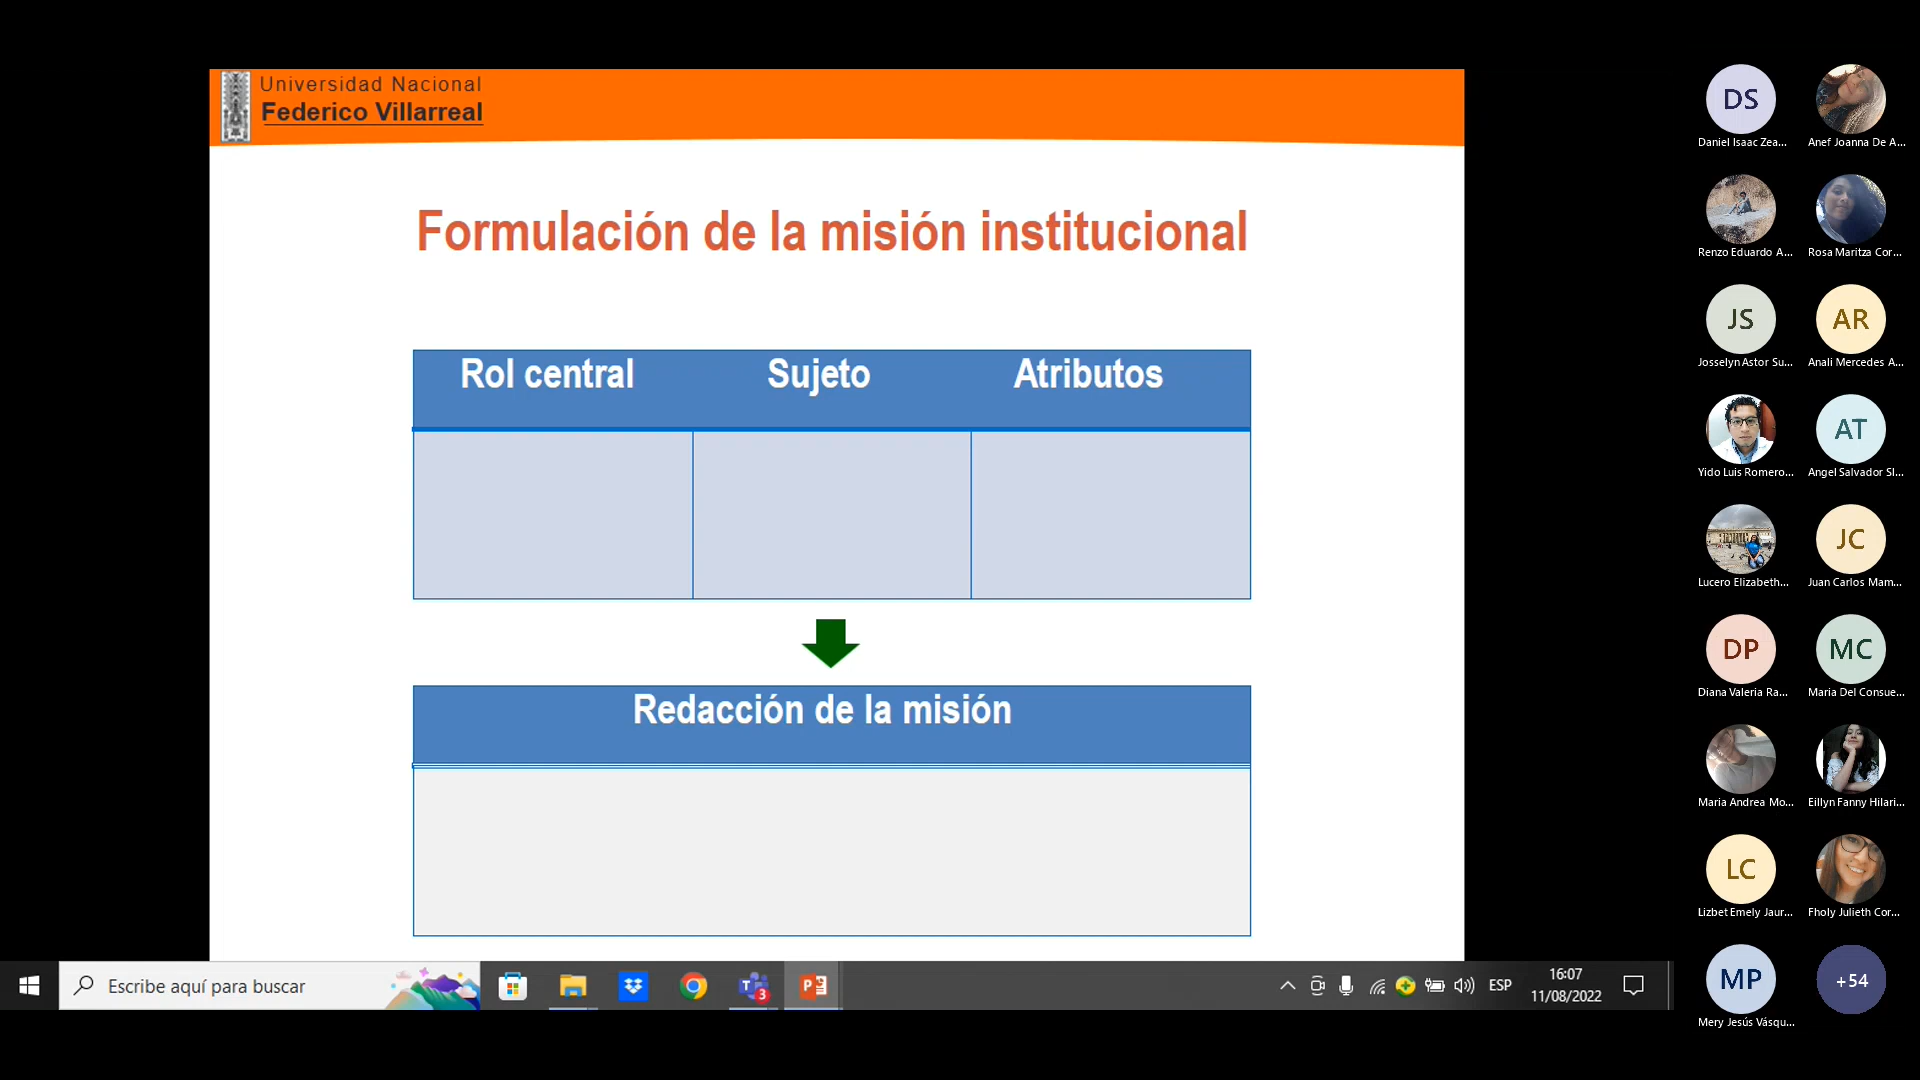 Universidad Nacional
Federico Villarreal
Formulación de la misión institucional
Rol central Sujeto Atributos
Redacción de la misión
DS
Daniel Isaac Zea... Anef Joanna De A...
Renzo Eduardo A... Rosa Maritza Cor...
JS AR
Josselyn Astor Su... Anali Mercedes A...
AT
Yido Luis Romero... Angel Salvador Sl...
JC
Lucero Elizabeth... Juan Carlos Mam...
DP MC
Diana Valeria Ra... Maria Del Consue...
Maria Andrea Mo... Eillyn Fanny Hilari...
LC
Lizbet Emely Jaur... Fholy Julieth Cor...
MP +54
Mery Jesús Vásqu...
Escribe aquí para buscar
3
ESP
16:07
11/08/2022